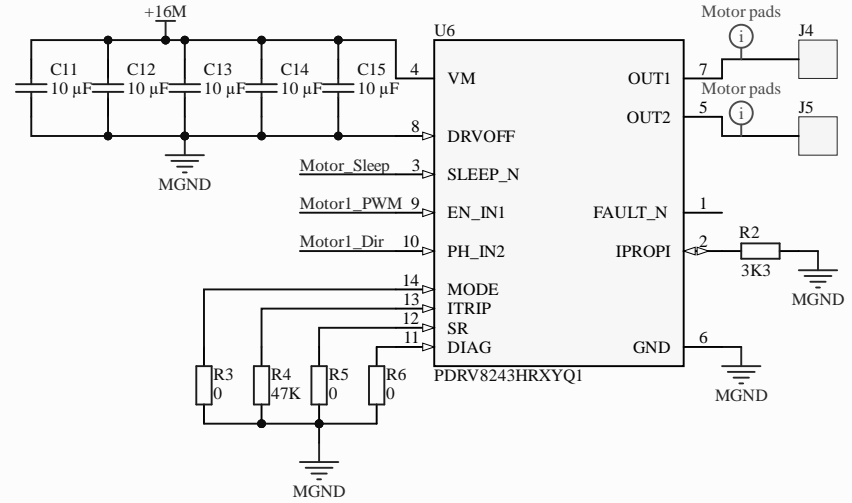 +16M
U6
Motor pads
J4
C11
10 µF
C12
10 µF
C13
10 µF
C14
10 µF
C15
10 µF
4
VM
OUT1
7
Motor pads
J5
OUT2
5
8
DRVOFF
MGND
Motor_Sleep
3
SLEEP_N
Motor1_PWM
9
EN_IN1
FAULT_N
1
Motor1_Dir
10
PH_IN2
IPROPI
2
R2
3K3
MGND
14
MODE
13
ITRIP
12
SR
11
DIAG
GND
6
R3
0
R4
47K
R5
0
R6
0
PDRV8243HRXYQ1
MGND
MGND